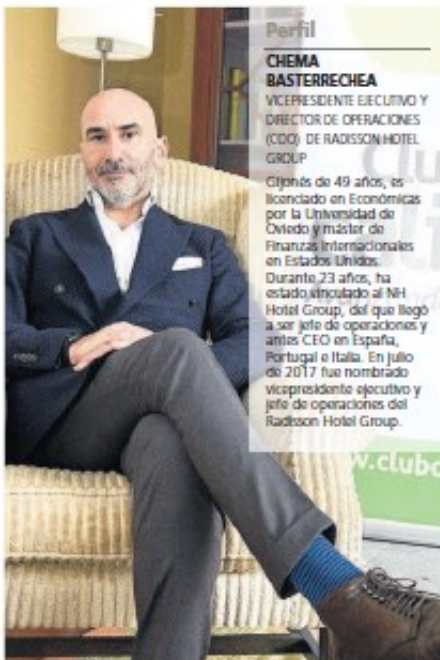 Perfil
CHEMA
BASTERRECHEA
VICEPRESIDENTE EJECUTIVO Y
DIRECTOR DE OPERACIONES
(COO) DE RADISSON HOTEL
GROUP
Gijonés de 49 años, es
licenciado en Económicas
por la Universidad de
Oviedo y máster de
Finanzas Internacionales
en Estados Unidos.
Durante 23 años, ha
estado vinculado al NH
Hotel Group, del que llegó
a ser jefe de operaciones y
antes CEO en España,
Portugal e Italia. En julio
de 2017 fue nombrado
vicepresidente ejecutivo y
jefe de operaciones del
Radisson Hotel Group.